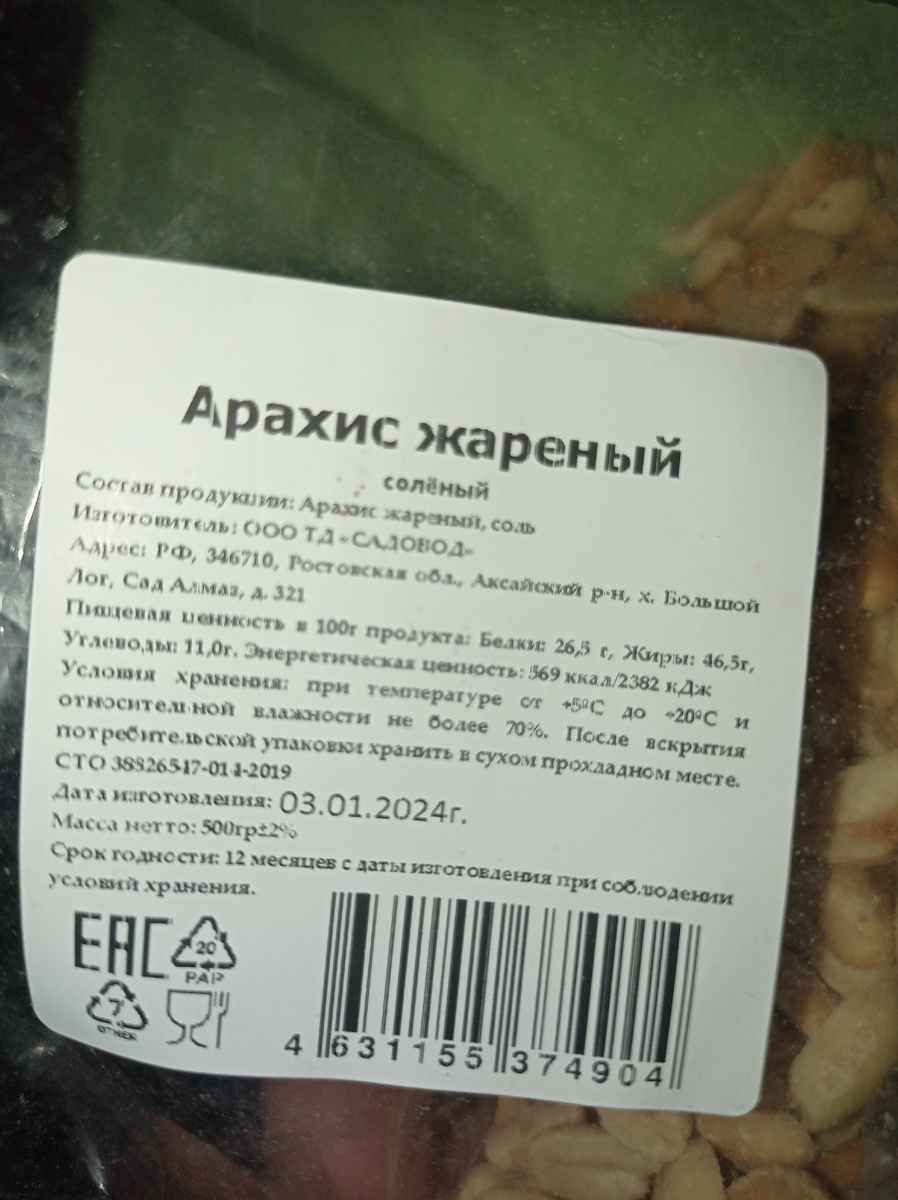 Арахис жареный
солёный
Состав продукции: Арахис жареный, соль
Изготовитель: ООО ТД «САДОВОД»
Адрес: РФ, 346710, Ростовская обл., Аксайский р-н, х. Большой
Лог, Сад Алмаз, д. 321
Пищевая ценность в 100г продукта: Белки: 26,5 г, Жиры: 46,5г,
Углеводы: 11,0г. Энергетическая ценность: 569 ккал/2382 кДж
Условия хранения: при температуре от +5ºС до +20ºС и
относительной влажности не более 70%. После вскрытия
потребительской упаковки хранить в сухом прохладном месте.
СТО 38826547-014-2019
Дата изготовления: 03.01.2024г.
Масса нетто: 500гр±2%
Срок годности: 12 месяцев с даты изготовления при соблюдении
условий хранения.
EAC
20
PAP
7
OTHER
4 631155 374904